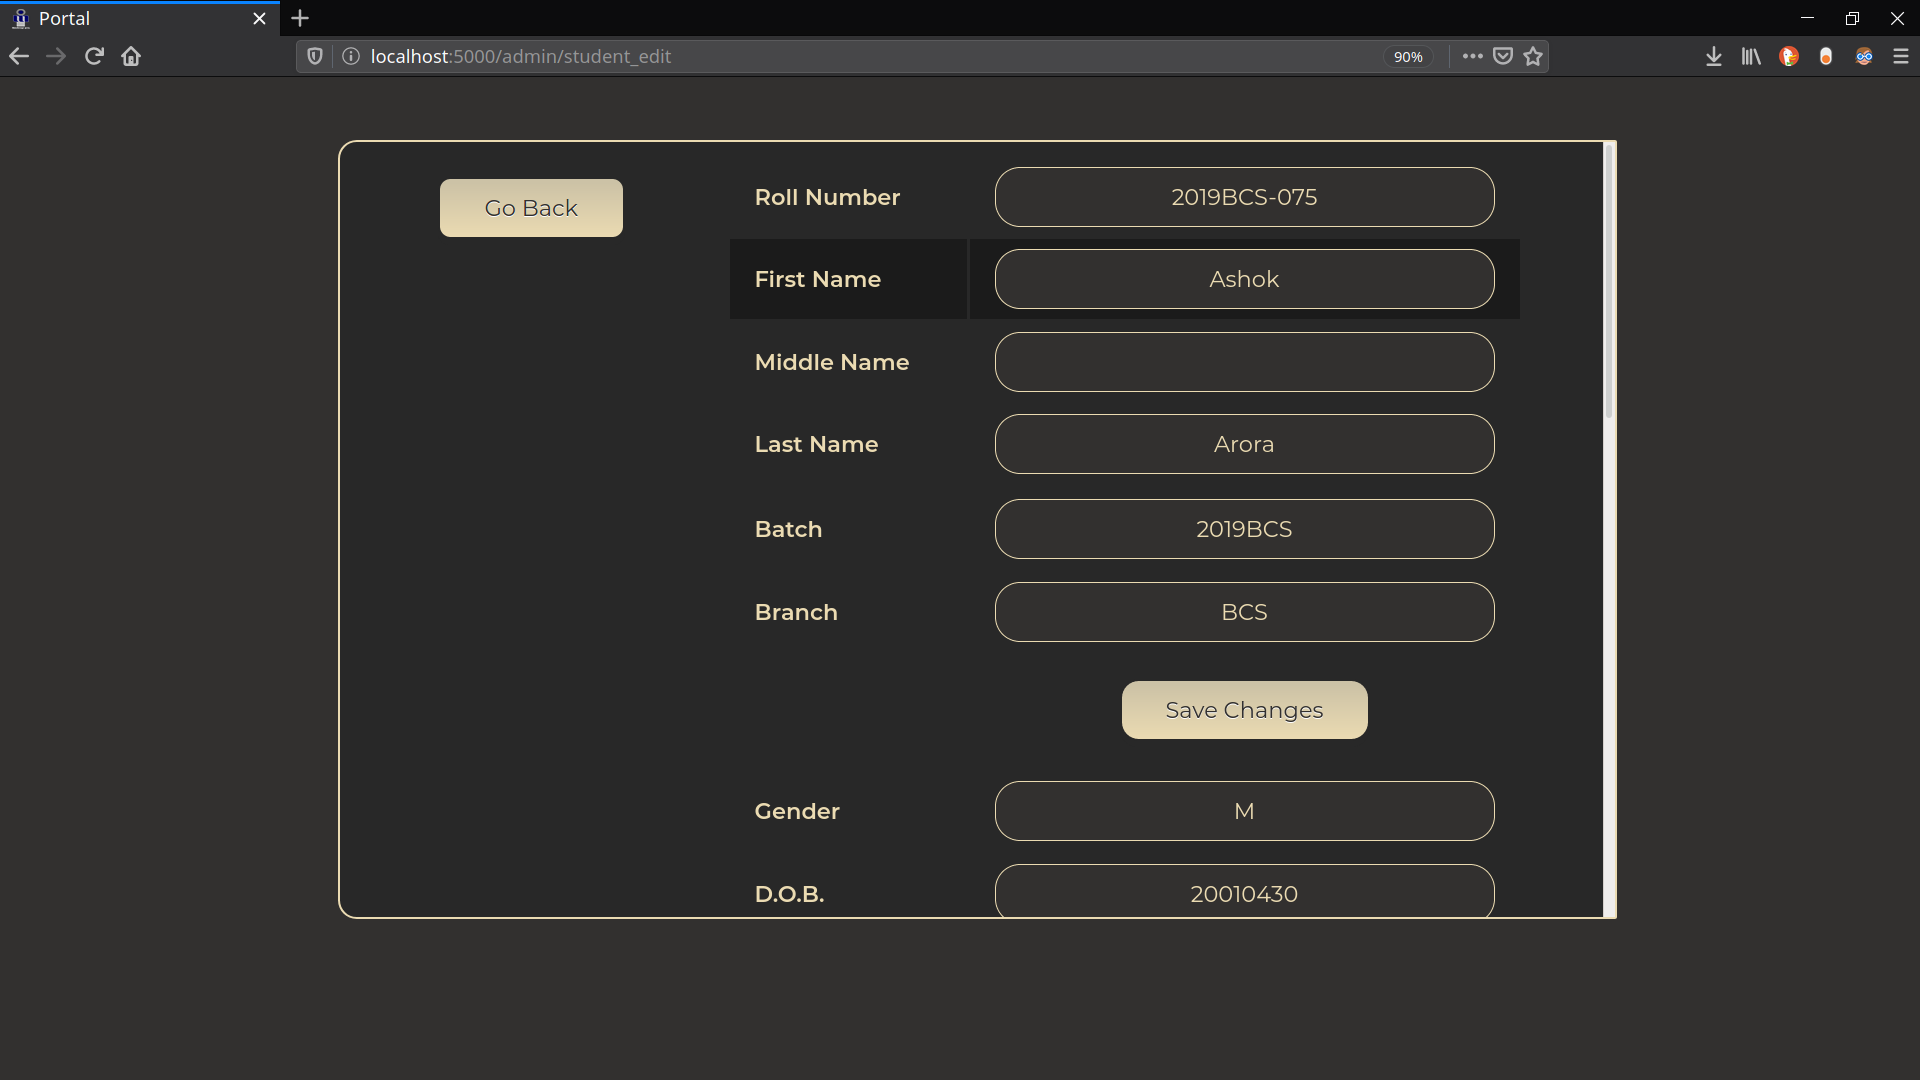 Portal
localhost:5000/admin/student_edit
90%
Go Back
Roll Number 2019BCS-075
First Name Ashok
Middle Name
Last Name Arora
Batch 2019BCS
Branch BCS
Save Changes
Gender M
D.O.B. 20010430